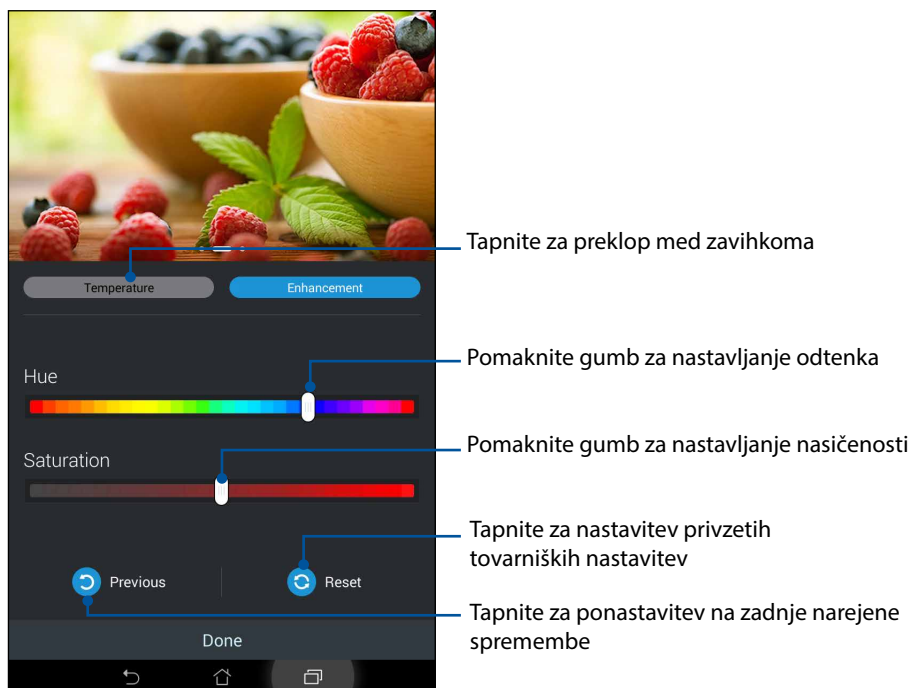 Tapnite za preklop med zavihkoma
Temperature
Enhancement
Pomaknite gumb za nastavljanje odtenka
Hue
Pomaknite gumb za nastavljanje nasičenosti
Saturation
Tapnite za nastavitev privzetih
tovarniških nastavitev
Previous
Reset
Tapnite za ponastavitev na zadnje narejene
spremembe
Done